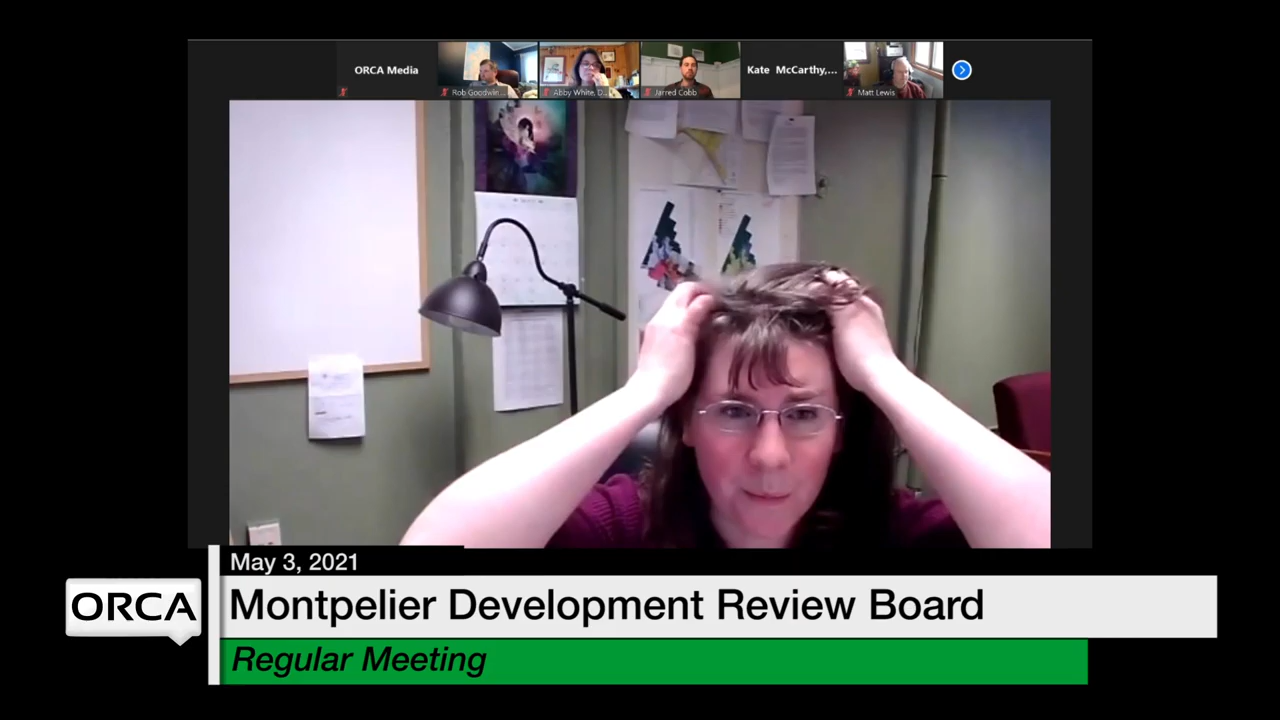 ORCA Media
Rob Goodwin...
Abby White, D...
Jarred Cobb
Kate McCarthy,...
Matt Lewis
May 3, 2021
ORCA
Montpelier Development Review Board
Regular Meeting